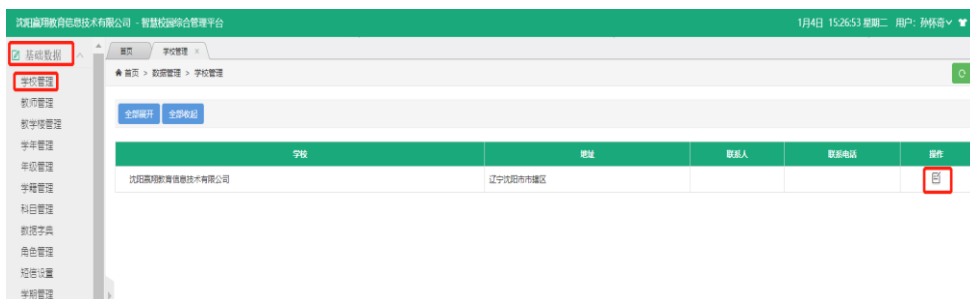 沈阳赢翔教育信息技术有限公司 - 智慧校园综合管理平台
1月4日 15:26:53 星期二 用户: 孙怀奇
基础数据
首页 学校管理 ×
首页 > 数据管理 > 学校管理
学校管理
教师管理
教学楼管理
学年管理
年级管理
学籍管理
科目管理
数据字典
角色管理
短信设置
学期管理
全部展开 全部收起
学校 地址 联系人 联系电话 操作
沈阳赢翔教育信息技术有限公司 辽宁沈阳市市辖区